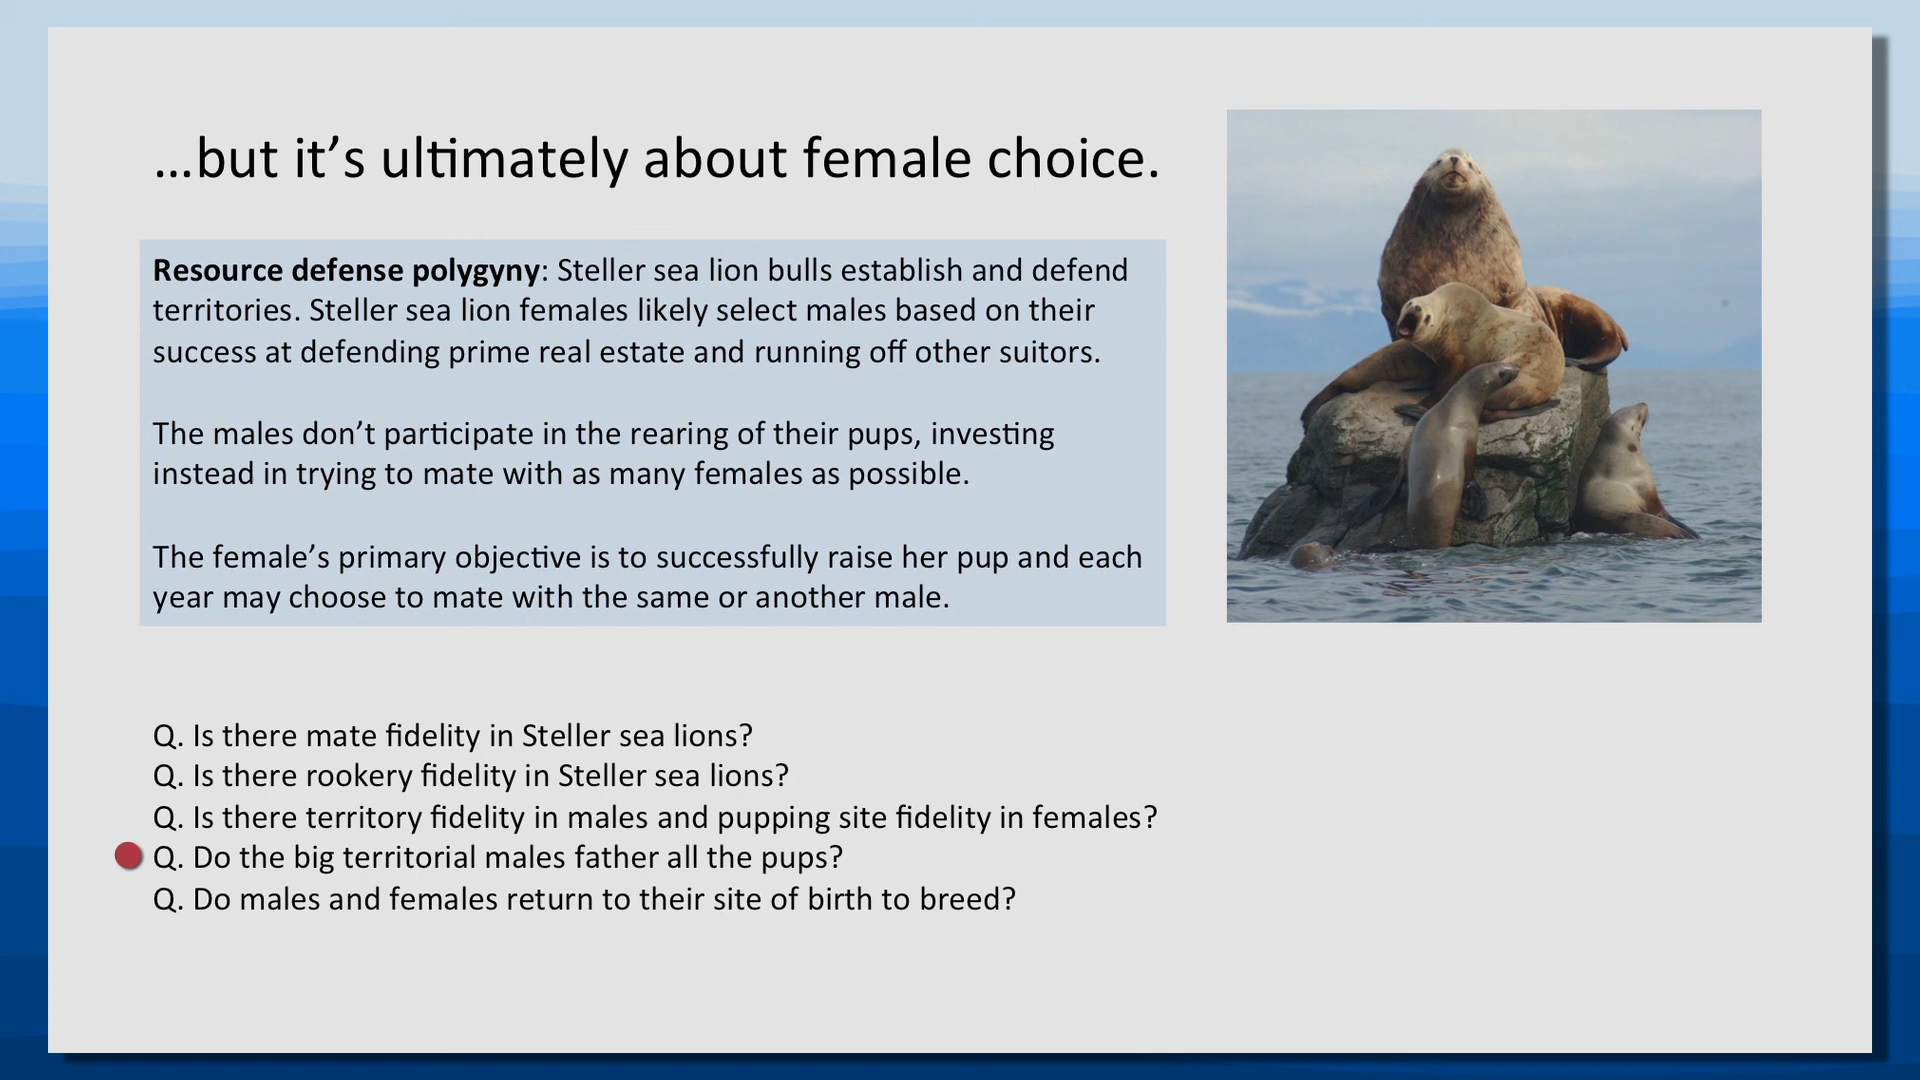 …but it’s ultimately about female choice.
Resource defense polygyny: Steller sea lion bulls establish and defend
territories. Steller sea lion females likely select males based on their
success at defending prime real estate and running off other suitors.
The males don’t participate in the rearing of their pups, investing
instead in trying to mate with as many females as possible.
The female’s primary objective is to successfully raise her pup and each
year may choose to mate with the same or another male.
Q. Is there mate fidelity in Steller sea lions?
Q. Is there rookery fidelity in Steller sea lions?
Q. Is there territory fidelity in males and pupping site fidelity in females?
Q. Do the big territorial males father all the pups?
Q. Do males and females return to their site of birth to breed?